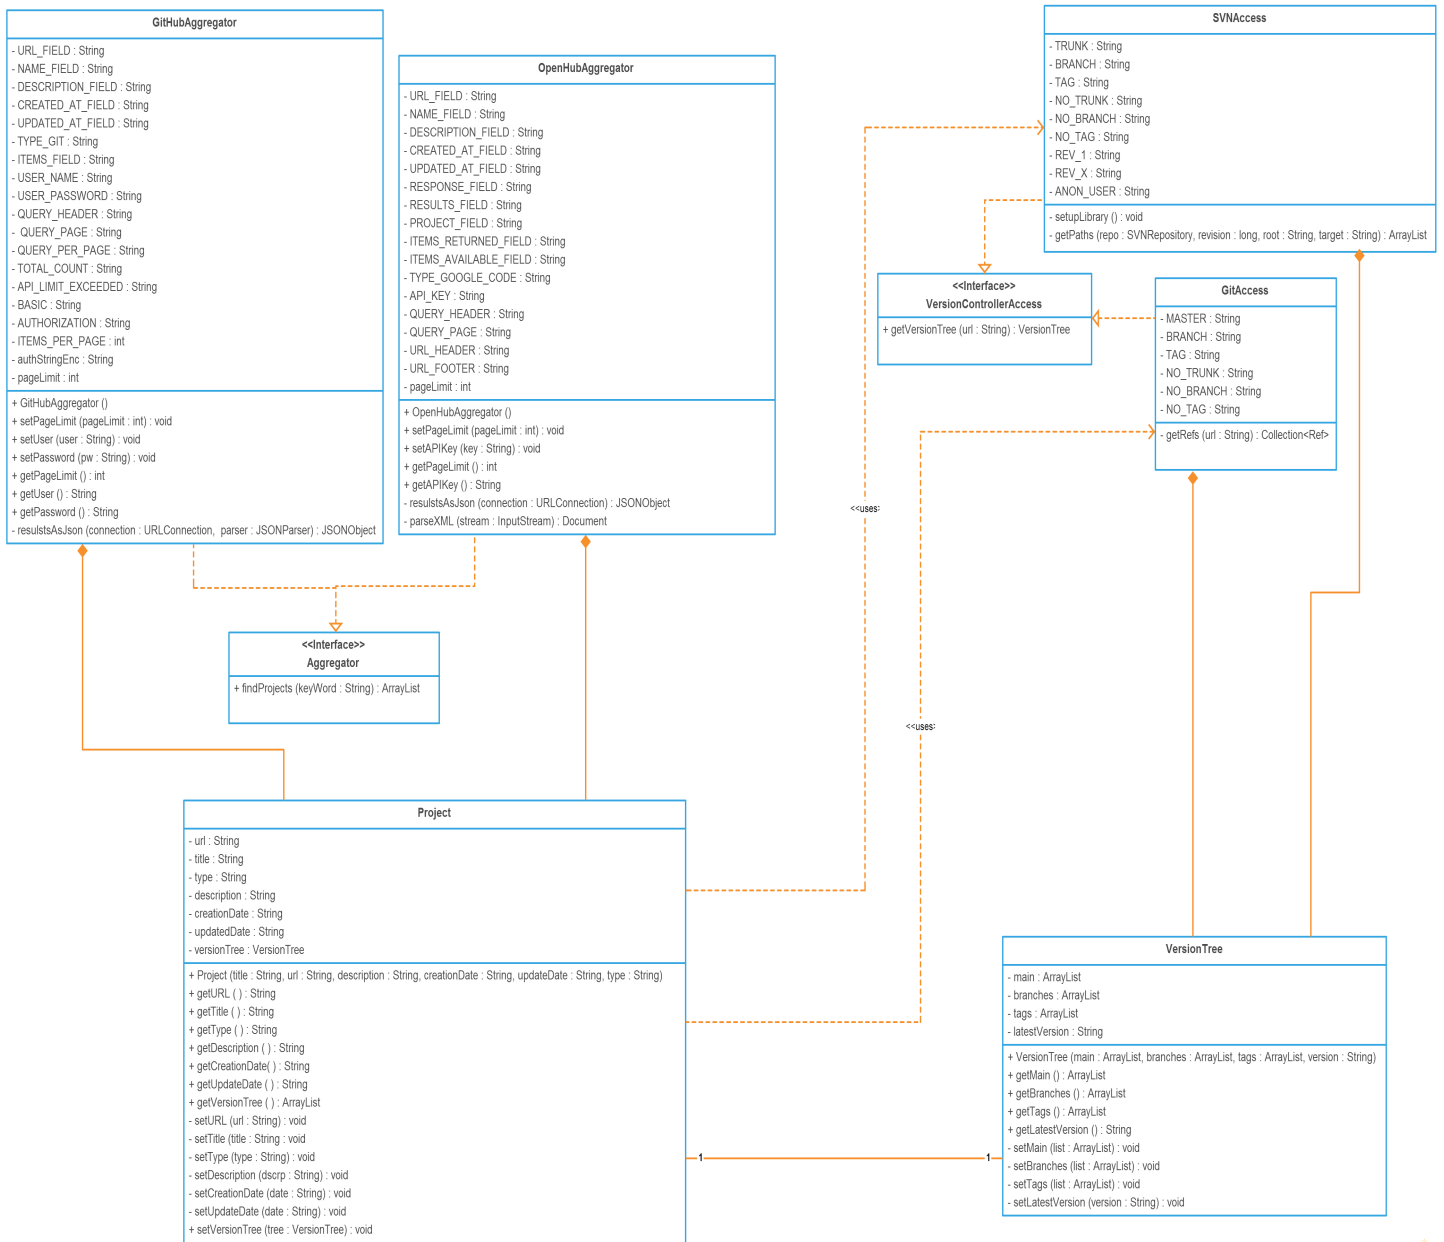 GitHubAggregator
- URL_FIELD : String
- NAME_FIELD : String
- DESCRIPTION_FIELD : String
- CREATED_AT_FIELD : String
- UPDATED_AT_FIELD : String
- TYPE_GIT : String
- ITEMS_FIELD : String
- USER_NAME : String
- USER_PASSWORD : String
- QUERY_HEADER : String
- QUERY_PAGE : String
- QUERY_PER_PAGE : String
- TOTAL_COUNT : String
- API_LIMIT_EXCEEDED : String
- BASIC : String
- AUTHORIZATION : String
- ITEMS_PER_PAGE : int
- authStringEnc : String
- pageLimit : int
+ GitHubAggregator ()
+ setPageLimit (pageLimit : int) : void
+ setUser (user : String) : void
+ setPassword (pw : String) : void
+ getPageLimit () : int
+ getUser () : String
+ getPassword () : String
- resulstsAsJson (connection : URLConnection, parser : JSONParser) : JSONObject
OpenHubAggregator
- URL_FIELD : String
- NAME_FIELD : String
- DESCRIPTION_FIELD : String
- CREATED_AT_FIELD : String
- UPDATED_AT_FIELD : String
- RESPONSE_FIELD : String
- RESULTS_FIELD : String
- PROJECT_FIELD : String
- ITEMS_RETURNED_FIELD : String
- ITEMS_AVAILABLE_FIELD : String
- TYPE_GOOGLE_CODE : String
- API_KEY : String
- QUERY_HEADER : String
- QUERY_PAGE : String
- URL_HEADER : String
- URL_FOOTER : String
- pageLimit : int
+ OpenHubAggregator ()
+ setPageLimit (pageLimit : int) : void
+ setAPIKey (key : String) : void
+ getPageLimit () : int
+ getAPIKey () : String
- resulstsAsJson (connection : URLConnection) : JSONObject
- parseXML (stream : InputStream) : Document
SVNAccess
- TRUNK : String
- BRANCH : String
- TAG : String
- NO_TRUNK : String
- NO_BRANCH : String
- NO_TAG : String
- REV_1 : String
- REV_X : String
- ANON_USER : String
- setupLibrary () : void
- getPaths (repo : SVNRepository, revision : long, root : String, target : String) : ArrayList
<<Interface>>
VersionControllerAccess
+ getVersionTree (url : String) : VersionTree
GitAccess
- MASTER : String
- BRANCH : String
- TAG : String
- NO_TRUNK : String
- NO_BRANCH : String
- NO_TAG : String
- getRefs (url : String) : Collection<Ref>
<<uses:
<<uses:
<<Interface>>
Aggregator
+ findProjects (keyWord : String) : ArrayList
Project
- url : String
- title : String
- type : String
- description : String
- creationDate : String
- updatedDate : String
- versionTree : VersionTree
+ Project (title : String, url : String, description : String, creationDate : String, updateDate : String, type : String)
+ getURL ( ) : String
+ getTitle ( ) : String
+ getType ( ) : String
+ getDescription ( ) : String
+ getCreationDate( ) : String
+ getUpdateDate ( ) : String
+ getVersionTree ( ) : ArrayList
- setURL (url : String) : void
- setTitle (title : String : void
- setType (type : String) : void
- setDescription (dscrp : String) : void
- setCreationDate (date : String) : void
- setUpdateDate (date : String) : void
+ setVersionTree (tree : VersionTree) : void
1
1
VersionTree
- main : ArrayList
- branches : ArrayList
- tags : ArrayList
- latestVersion : String
+ VersionTree (main : ArrayList, branches : ArrayList, tags : ArrayList, version : String)
+ getMain () : ArrayList
+ getBranches () : ArrayList
+ getTags () : ArrayList
+ getLatestVersion () : String
- setMain (list : ArrayList) : void
- setBranches (list : ArrayList) : void
- setTags (list : ArrayList) : void
- setLatestVersion (version : String) : void